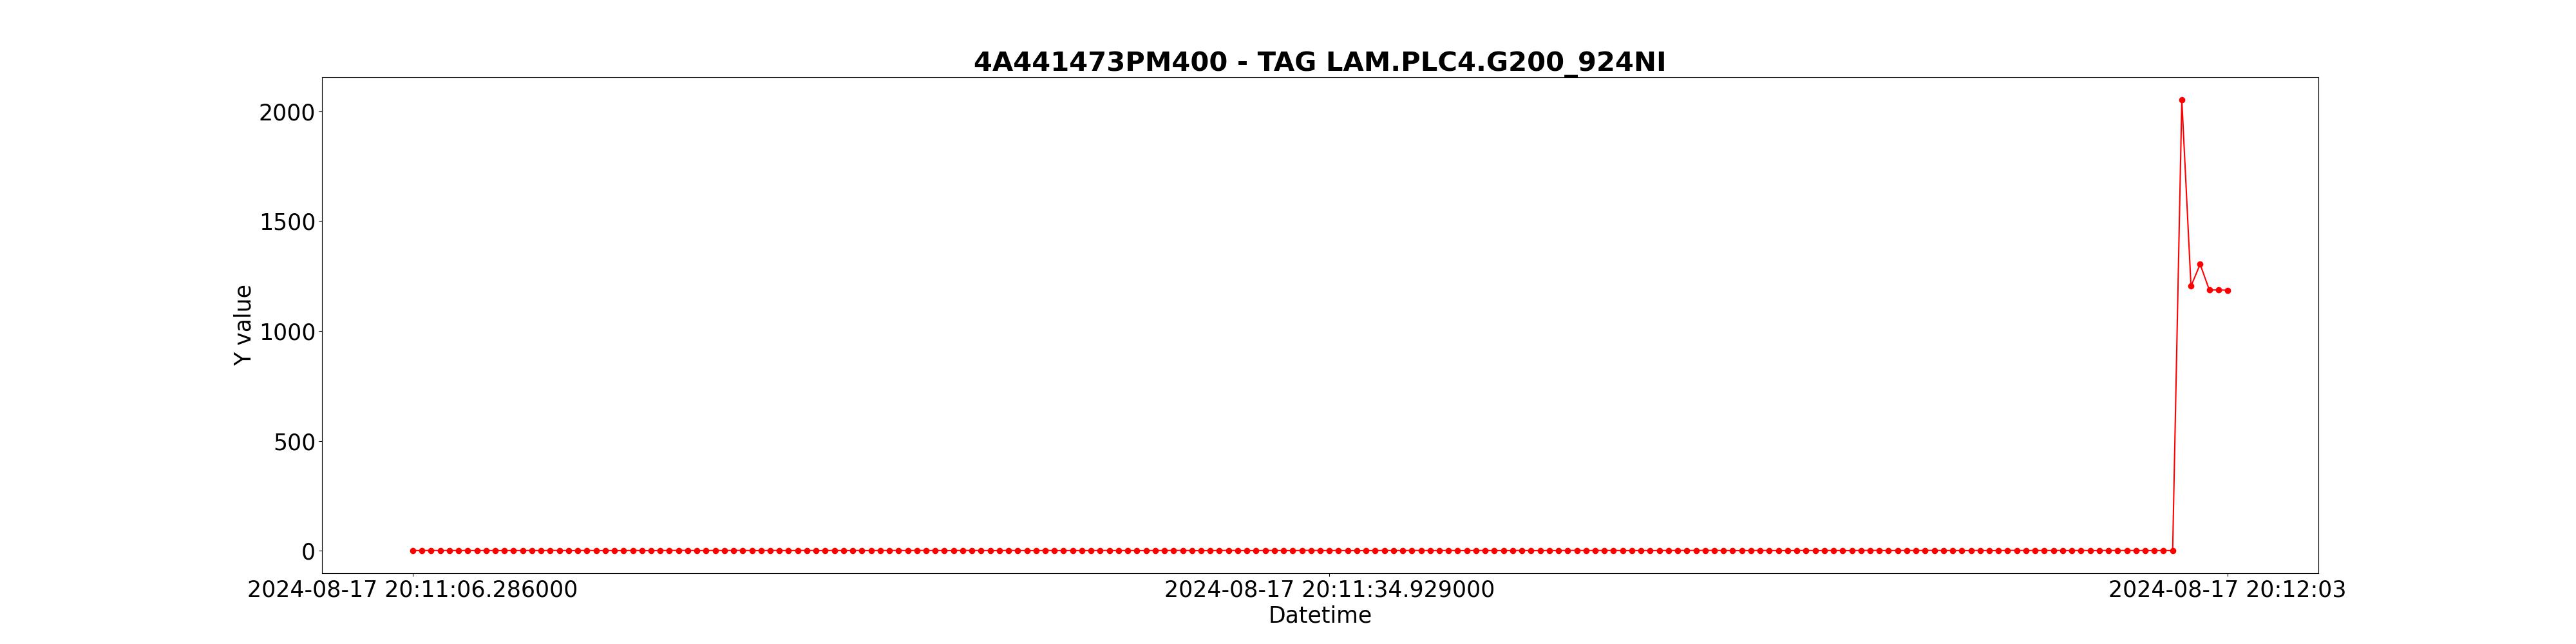 4A441473PM400 - TAG LAM.PLC4.G200_924NI
2000
1500
1000
500
0
Y value
2024-08-17 20:11:06.286000
2024-08-17 20:11:34.929000
2024-08-17 20:12:03
Datetime